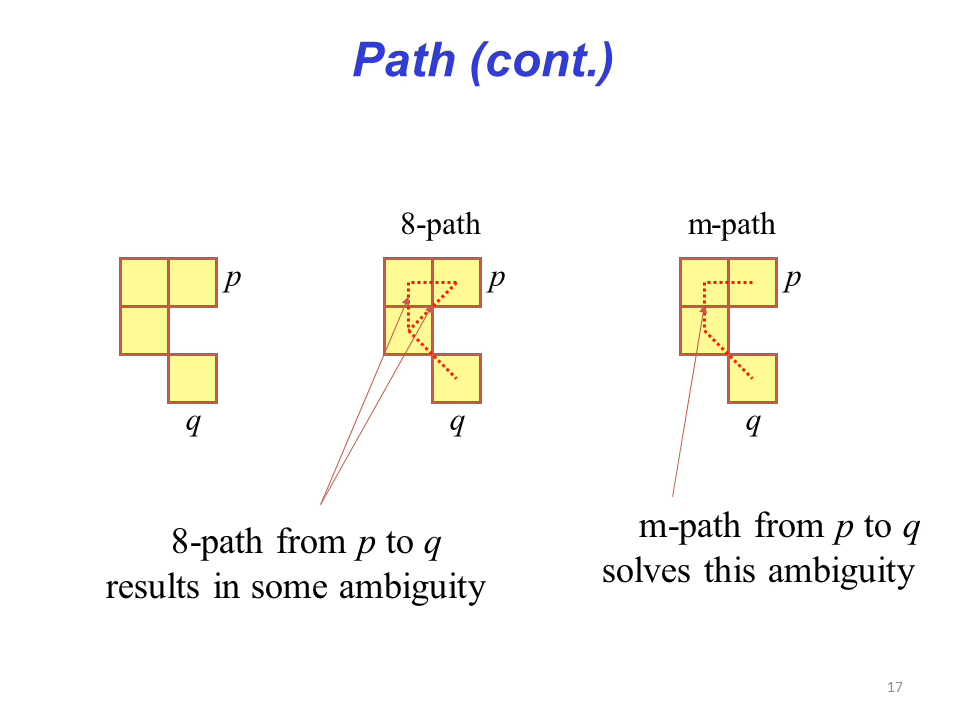 Path (cont.)
8-path
m-path
p
p
p
q
q
q
8-path from p to q
results in some ambiguity
m-path from p to q
solves this ambiguity
17